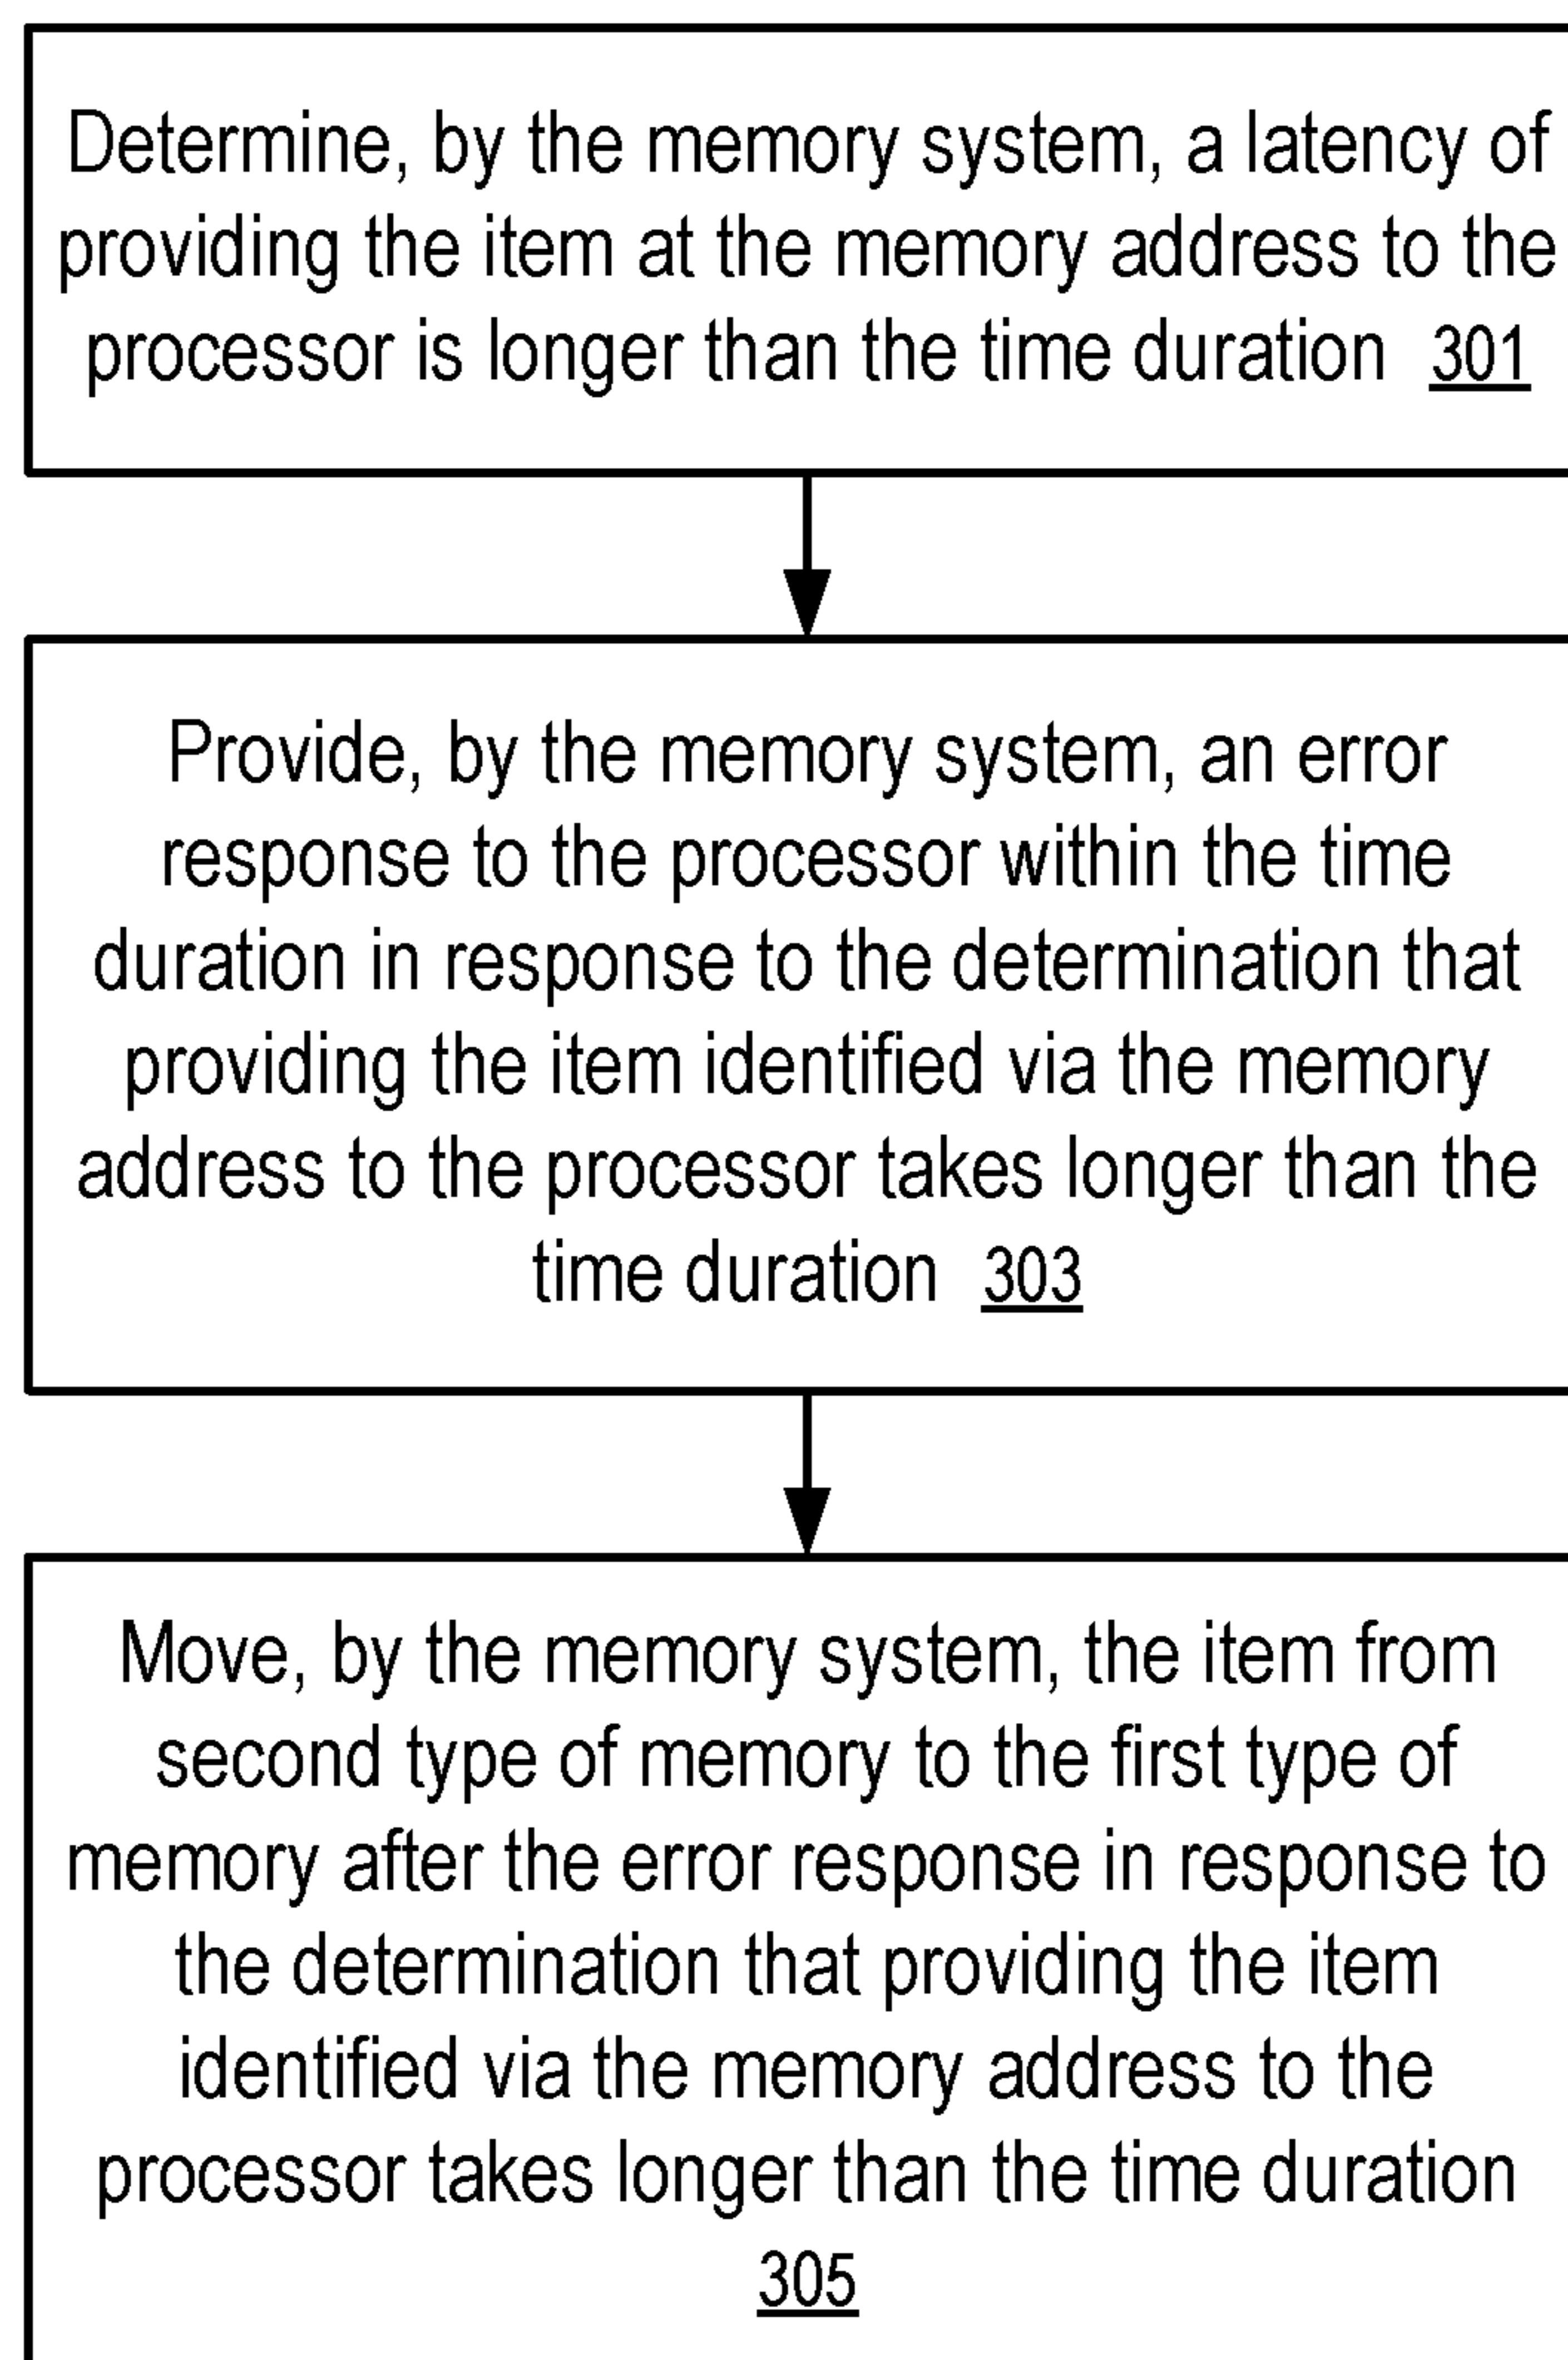 Determine, by the memory system, a latency of
providing the item at the memory address to the
processor is longer than the time duration 301
Provide, by the memory system, an error
response to the processor within the time
duration in response to the determination that
providing the item identified via the memory
address to the processor takes longer than the
time duration 303
Move, by the memory system, the item from
second type of memory to the first type of
memory after the error response in response to
the determination that providing the item
identified via the memory address to the
processor takes longer than the time duration
305